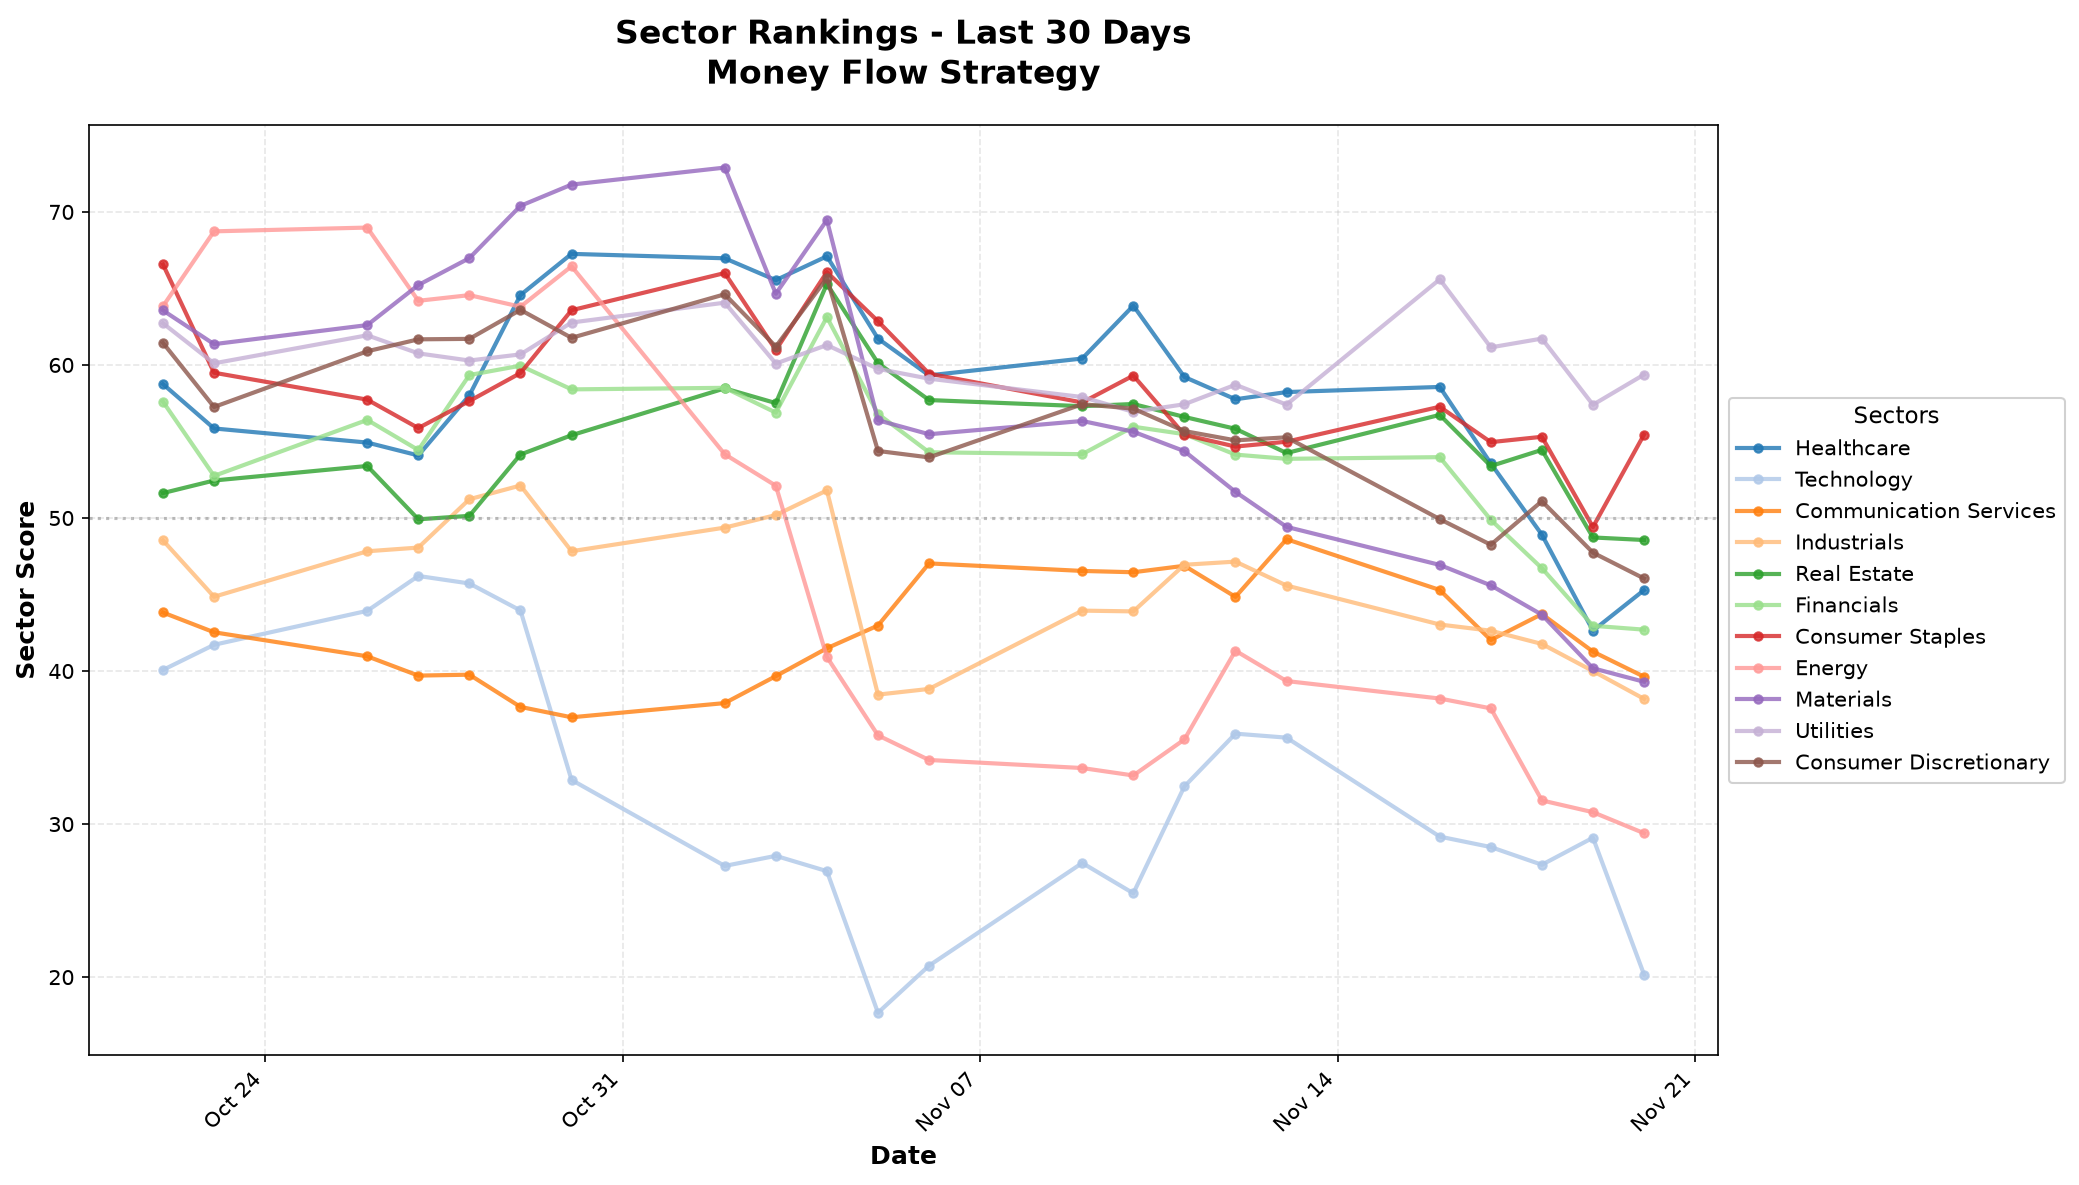 Sector Rankings - Last 30 Days
Money Flow Strategy
Sector Score
70
60
50
40
30
20
Oct 24
Oct 31
Nov 07
Nov 14
Nov 21
Date
Sectors
Healthcare
Technology
Communication Services
Industrials
Real Estate
Financials
Consumer Staples
Energy
Materials
Utilities
Consumer Discretionary